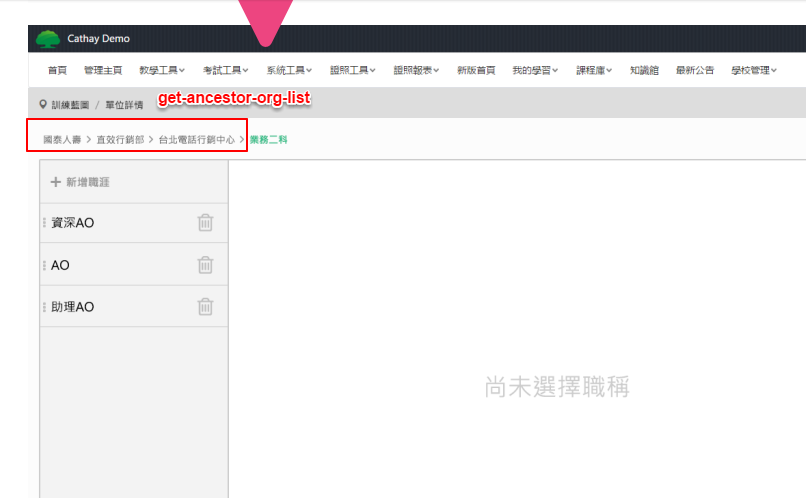 Cathay Demo
首頁 管理主頁 教學工具 考試工具 系統工具 證照工具 證照報表 新版首頁 我的學習 課程庫 知識館 最新公告 學校管理
訓練藍圖 / 單位詳情 get-ancestor-org-list
國泰人壽 > 直效行銷部 > 台北電話行銷中心 > 業務二科
+ 新增職涯
資深AO
AO
助理AO
尚未選擇職稱